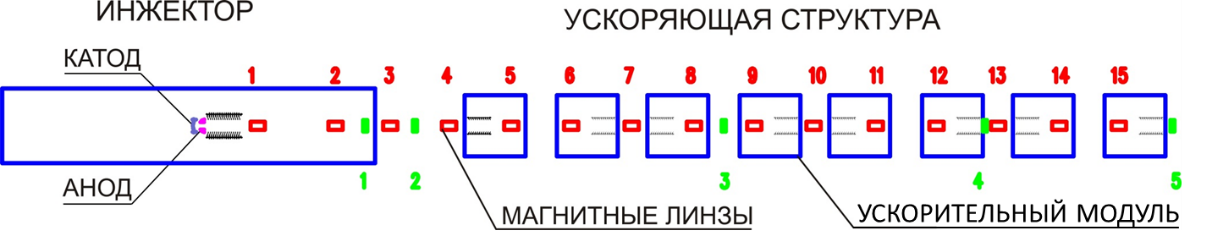 ИНЖЕКТОР
УСКОРЯЮЩАЯ СТРУКТУРА
КАТОД
1 2 3 4 5 6 7 8 9 10 11 12 13 14 15
АНОД
1 2 3 4 5
МАГНИТНЫЕ ЛИНЗЫ
УСКОРИТЕЛЬНЫЙ МОДУЛЬ